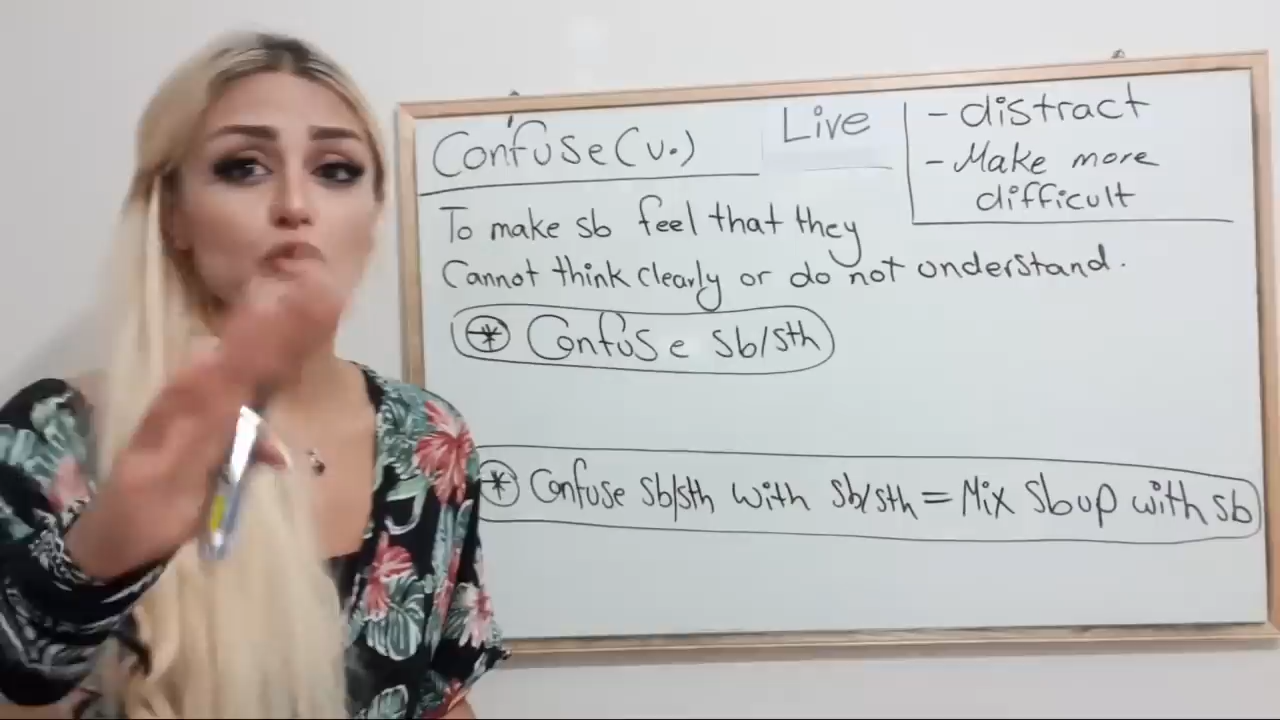 Confuse (v.)
Live
- distract
- Make more
difficult
To make sb feel that they
Cannot think clearly or do not understand.
* Confuse sb/sth
* Confuse sb/sth with sb/sth = Mix sb up with sb